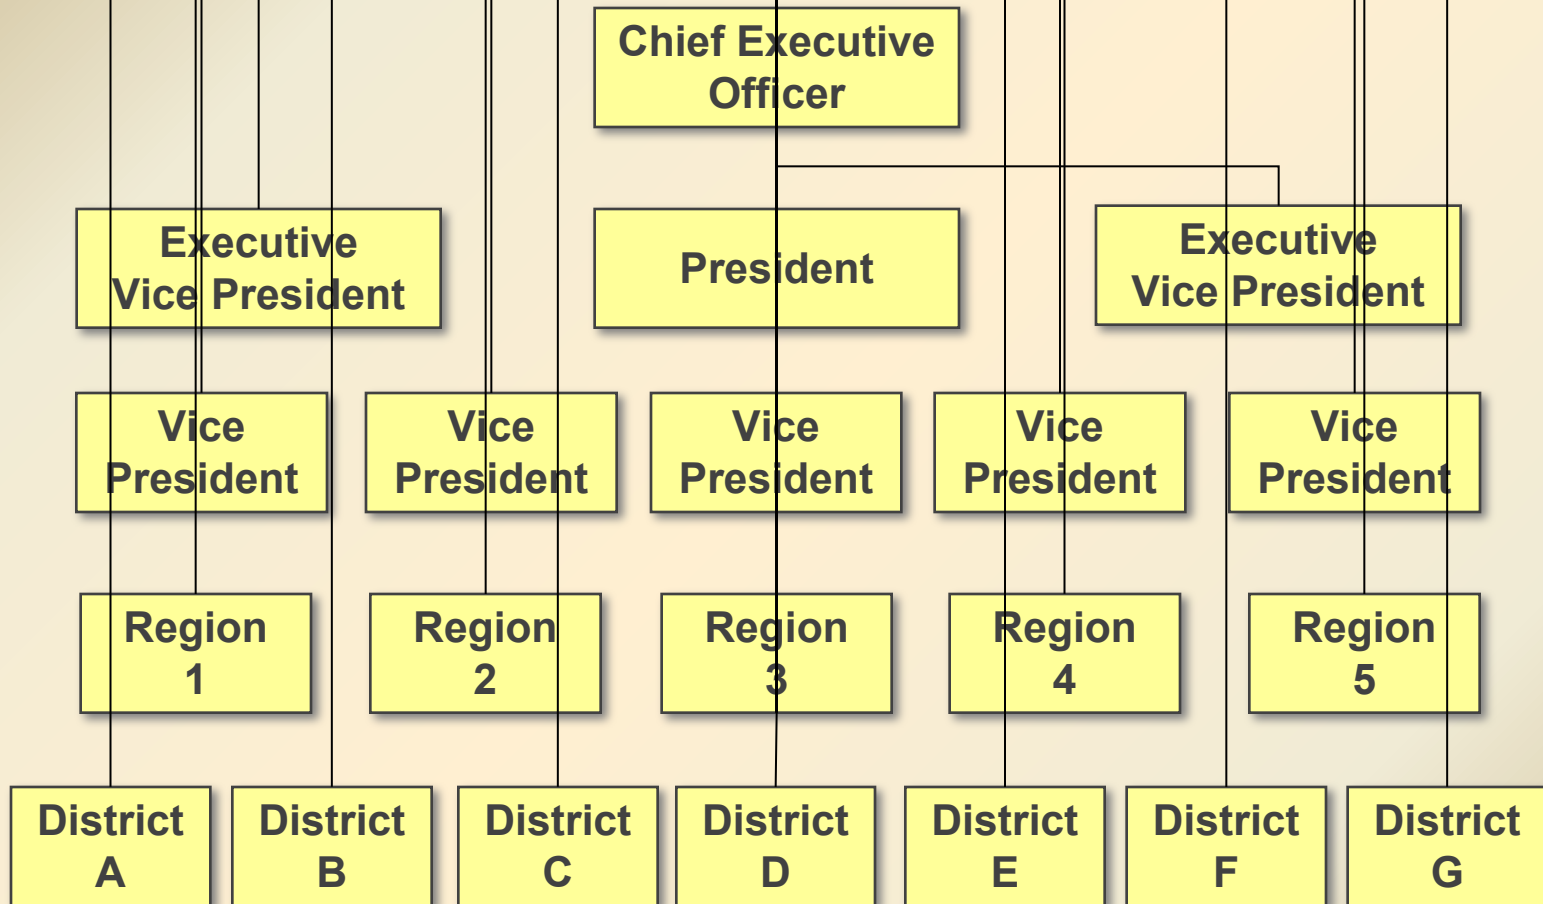 Chief Executive
Officer
Executive
Vice President
President
Executive
Vice President
Vice
President
Vice
President
Vice
President
Vice
President
Vice
President
Region
1
Region
2
Region
3
Region
4
Region
5
District
A
District
B
District
C
District
D
District
E
District
F
District
G